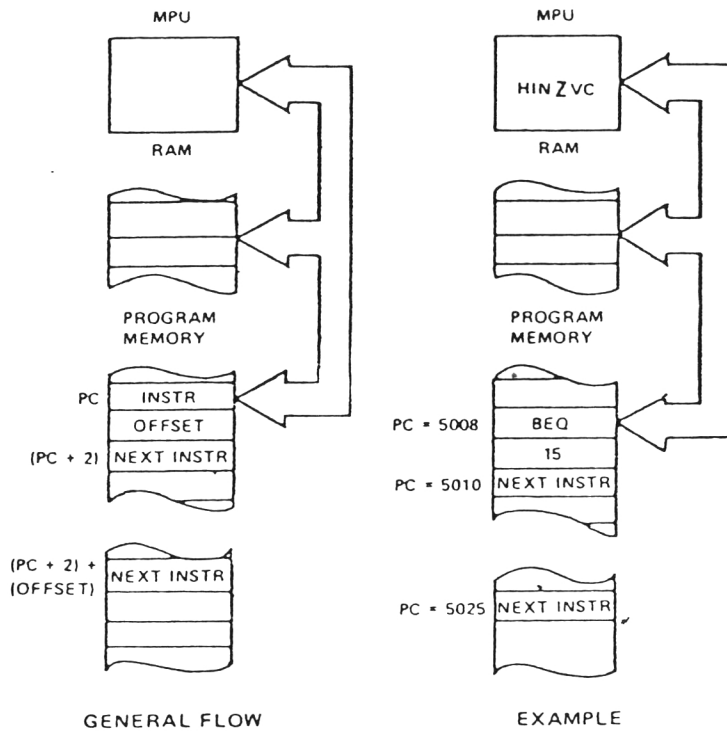 MPU
RAM
PROGRAM
MEMORY
PC
INSTR
OFFSET
(PC + 2)
NEXT INSTR
(PC + 2) +
(OFFSET)
NEXT INSTR
GENERAL FLOW
MPU
HINZVC
RAM
PROGRAM
MEMORY
PC = 5008
BEQ
15
PC = 5010
NEXT INSTR
PC = 5025
NEXT INSTR
EXAMPLE